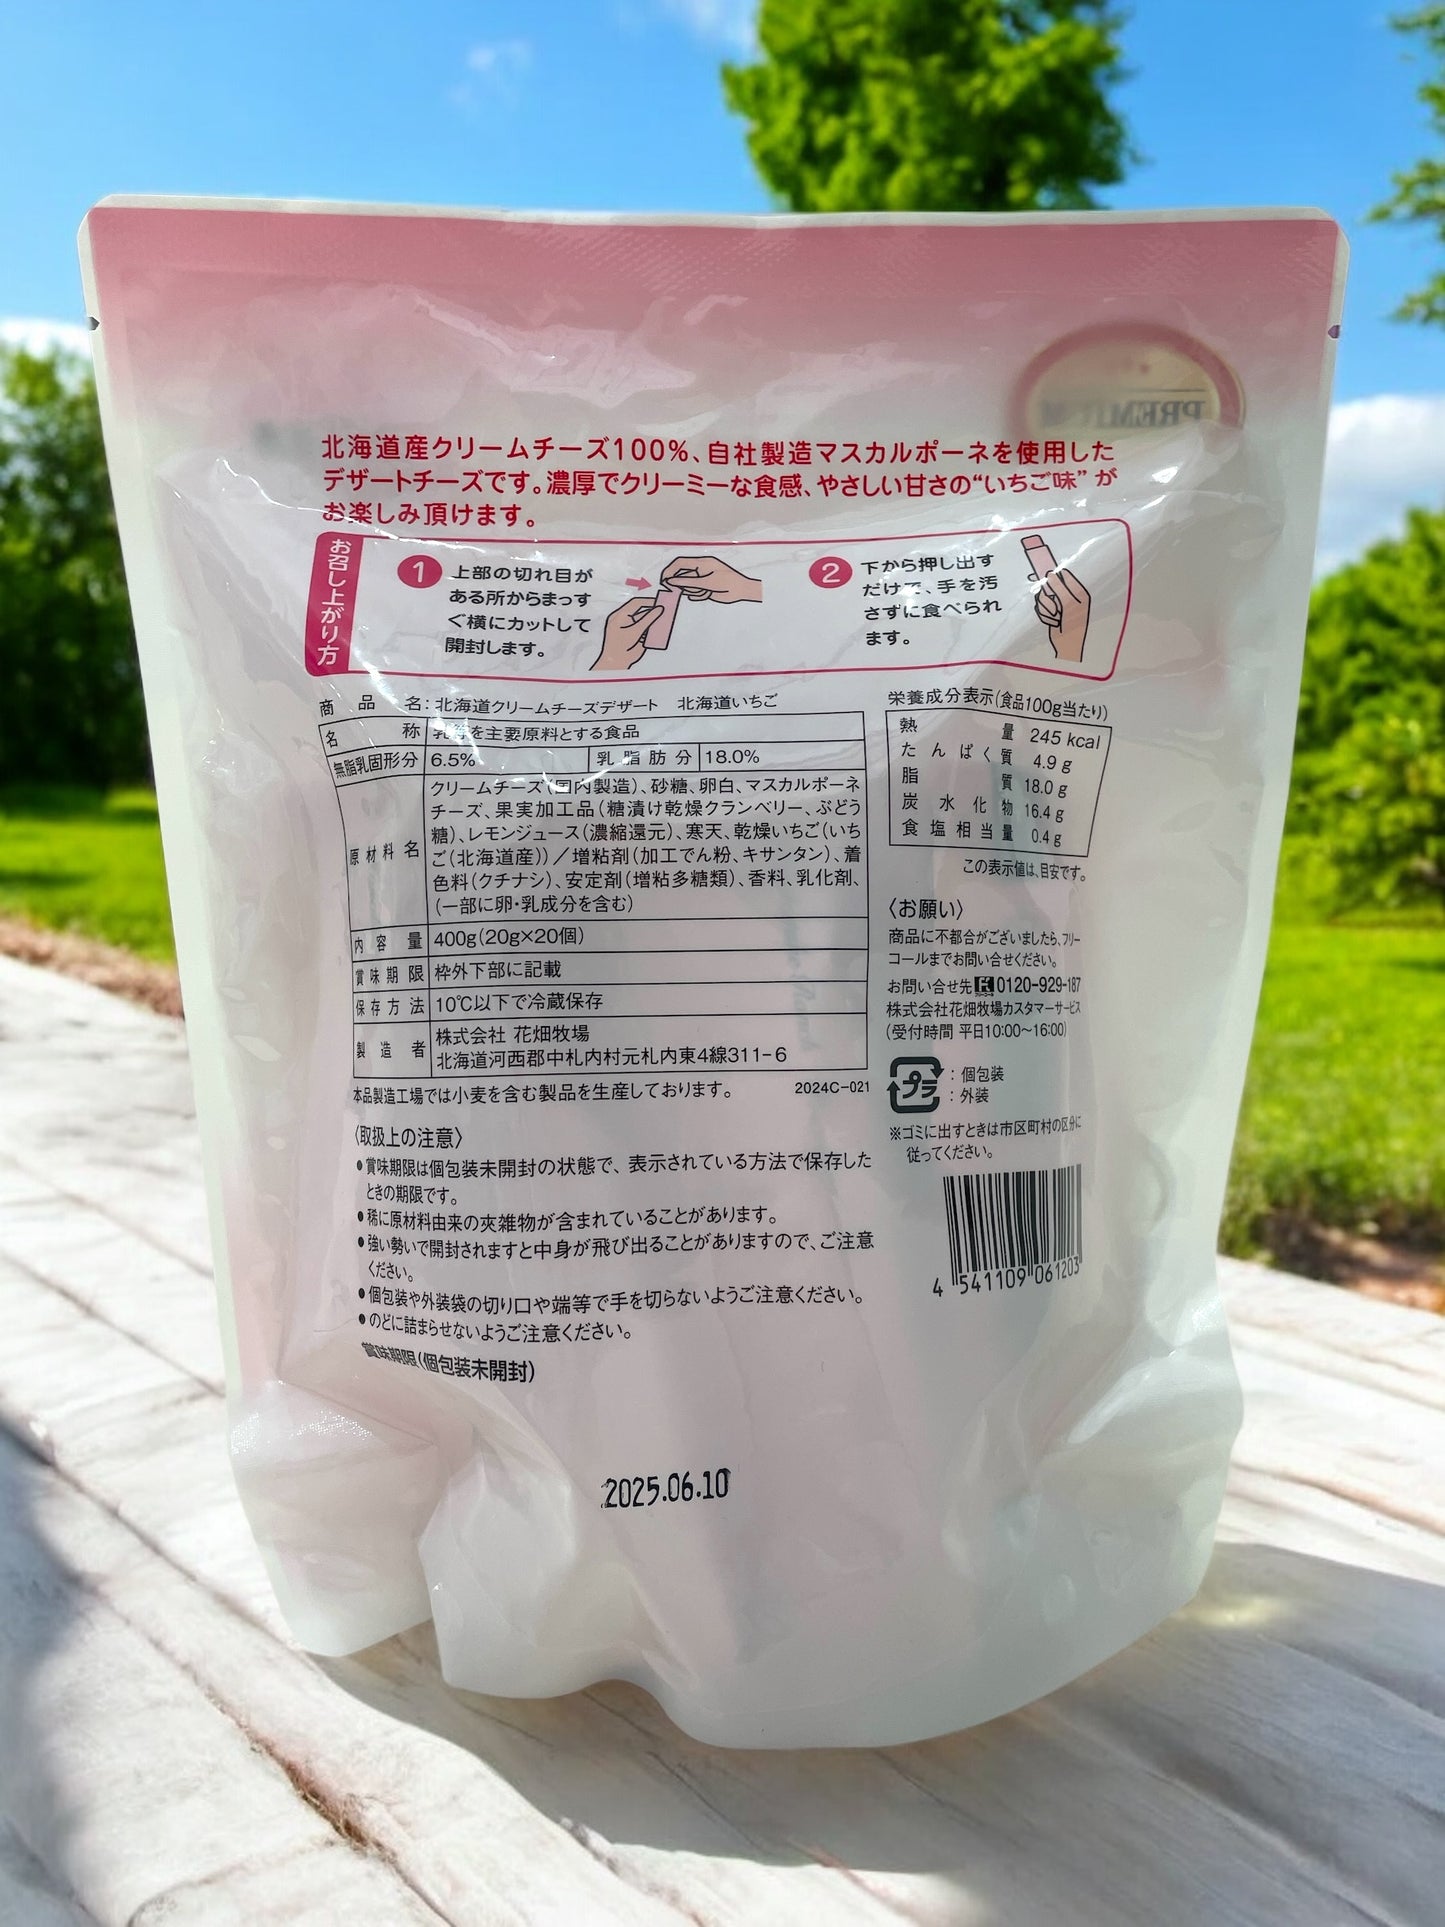 PREMIUM
北海道産クリームチーズ100%、自社製造マスカルポーネを使用した
デザートチーズです。濃厚でクリーミーな食感、やさしい甘さの“いちご味”が
お楽しみ頂けます。
お召し上がり方
1 上部の切れ目が
ある所からまっす
ぐ横にカットして
開封します。
2 下から押し出す
だけで、手を汚
さずに食べられ
ます。
商品名：北海道クリームチーズデザート 北海道いちご
名称 乳等を主要原料とする食品
無脂乳固形分 6.5% 乳脂肪分 18.0%
原材料名 クリームチーズ（国内製造）、砂糖、卵白、マスカルポーネ
チーズ、果実加工品（糖漬け乾燥クランベリー、ぶどう
糖）、レモンジュース（濃縮還元）、寒天、乾燥いちご（いち
ご（北海道産））／増粘剤（加工でん粉、キサンタン）、着
色料（クチナシ）、安定剤（増粘多糖類）、香料、乳化剤、
（一部に卵・乳成分を含む）
内容量 400g（20g×20個）
賞味期限 枠外下部に記載
保存方法 10℃以下で冷蔵保存
製造者 株式会社 花畑牧場
北海道河西郡中札内村元札内東4線311-6
本品製造工場では小麦を含む製品を生産しております。 2024C-021
〈取扱上の注意〉
●賞味期限は個包装未開封の状態で、表示されている方法で保存した
ときの期限です。
●稀に原材料由来の夾雑物が含まれていることがあります。
●強い勢いで開封されますと中身が飛び出ることがありますので、ご注意
ください。
●個包装や外装袋の切り口や端等で手を切らないようご注意ください。
●のどに詰まらせないようご注意ください。
賞味期限（個包装未開封）
2025.06.10
栄養成分表示（食品100g当たり）
熱量 245 kcal
たんぱく質 4.9 g
脂質 18.0 g
炭水化物 16.4 g
食塩相当量 0.4 g
この表示値は、目安です。
〈お願い〉
商品に不都合がございましたら、フリー
コールまでお問い合せください。
お問い合せ先 0120-929-187
株式会社花畑牧場カスタマーサービス
（受付時間 平日10:00～16:00）
プラ ：個包装
：外装
※ゴミに出すときは市区町村の区分に
従ってください。
4 541109 061203